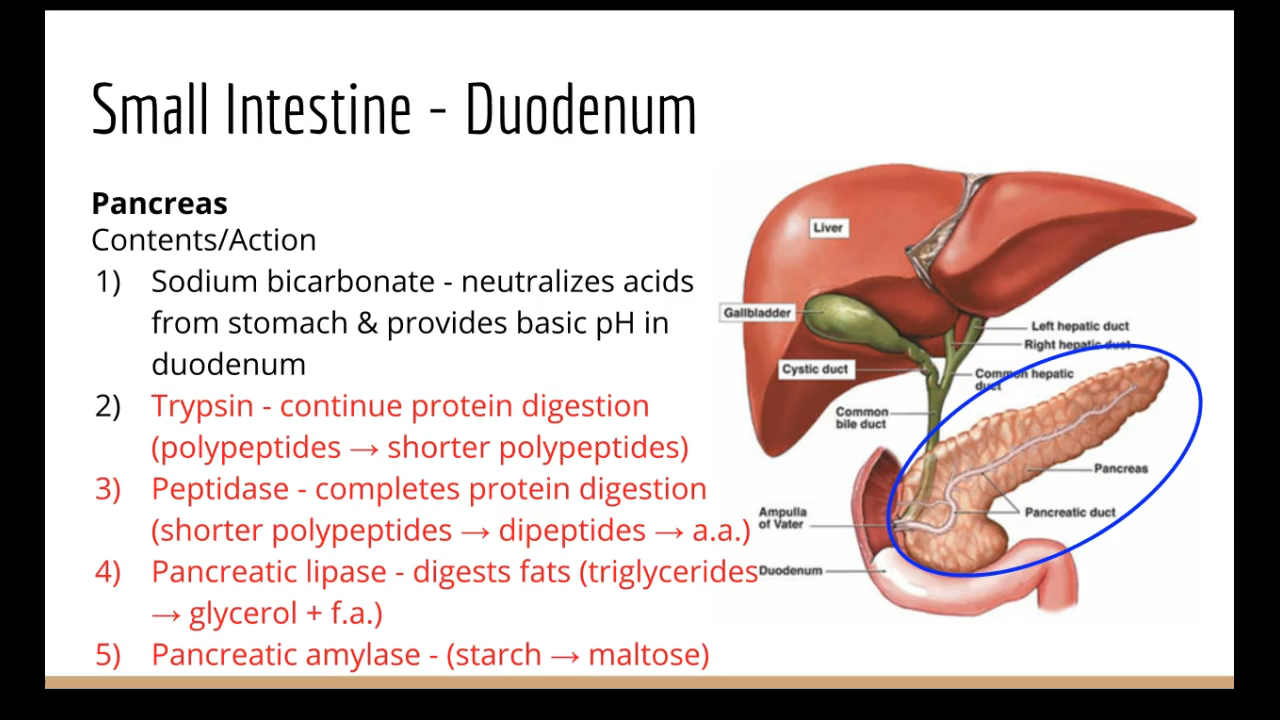 Small Intestine - Duodenum
Pancreas
Contents/Action
1) Sodium bicarbonate - neutralizes acids
from stomach & provides basic pH in
duodenum
2) Trypsin - continue protein digestion
(polypeptides → shorter polypeptides)
3) Peptidase - completes protein digestion
(shorter polypeptides → dipeptides → a.a.)
4) Pancreatic lipase - digests fats (triglycerides
→ glycerol + f.a.)
5) Pancreatic amylase - (starch → maltose)
Liver
Gallbladder
Left hepatic duct
Right hepatic duct
Cystic duct
Common hepatic
duct
Common
bile duct
Pancreas
Ampulla
of Vater
Pancreatic duct
Duodenum